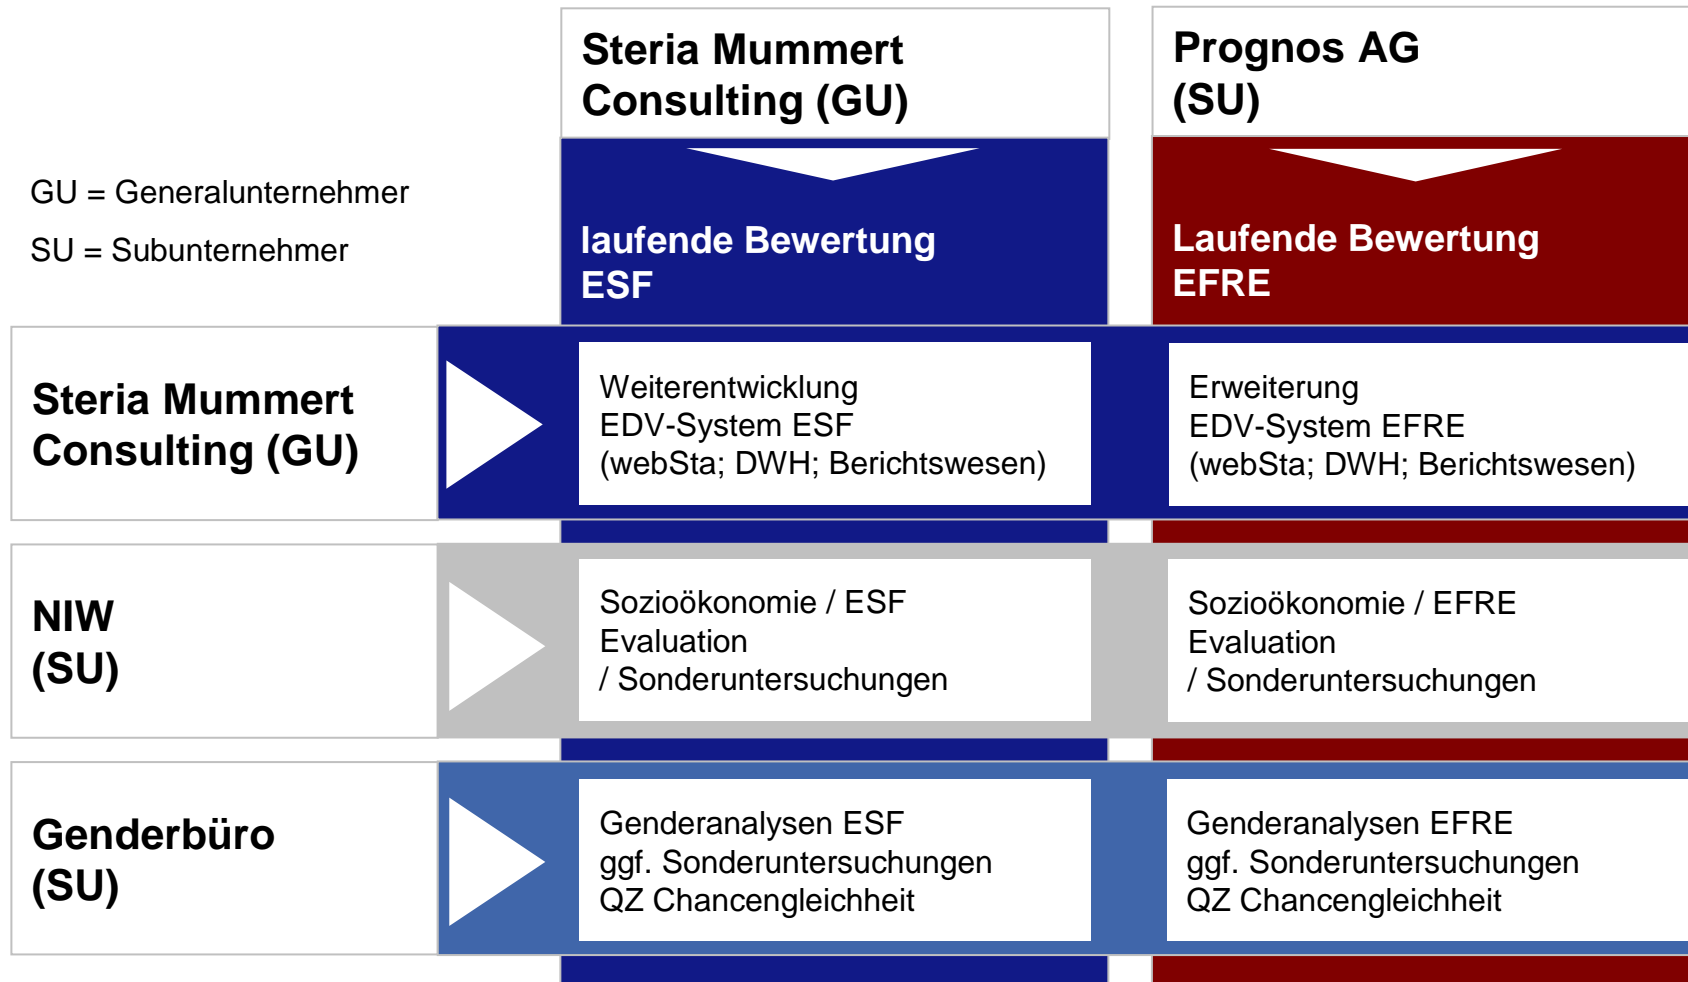 Steria Mummert
Consulting (GU)
Prognos AG
(SU)
GU = Generalunternehmer
SU = Subunternehmer
laufende Bewertung
ESF
Laufende Bewertung
EFRE
Steria Mummert
Consulting (GU)
Weiterentwicklung
EDV-System ESF
(webSta; DWH; Berichtswesen)
Erweiterung
EDV-System EFRE
(webSta; DWH; Berichtswesen)
NIW
(SU)
Sozioökonomie / ESF
Evaluation
/ Sonderuntersuchungen
Sozioökonomie / EFRE
Evaluation
/ Sonderuntersuchungen
Genderbüro
(SU)
Genderanalysen ESF
ggf. Sonderuntersuchungen
QZ Chancengleichheit
Genderanalysen EFRE
ggf. Sonderuntersuchungen
QZ Chancengleichheit